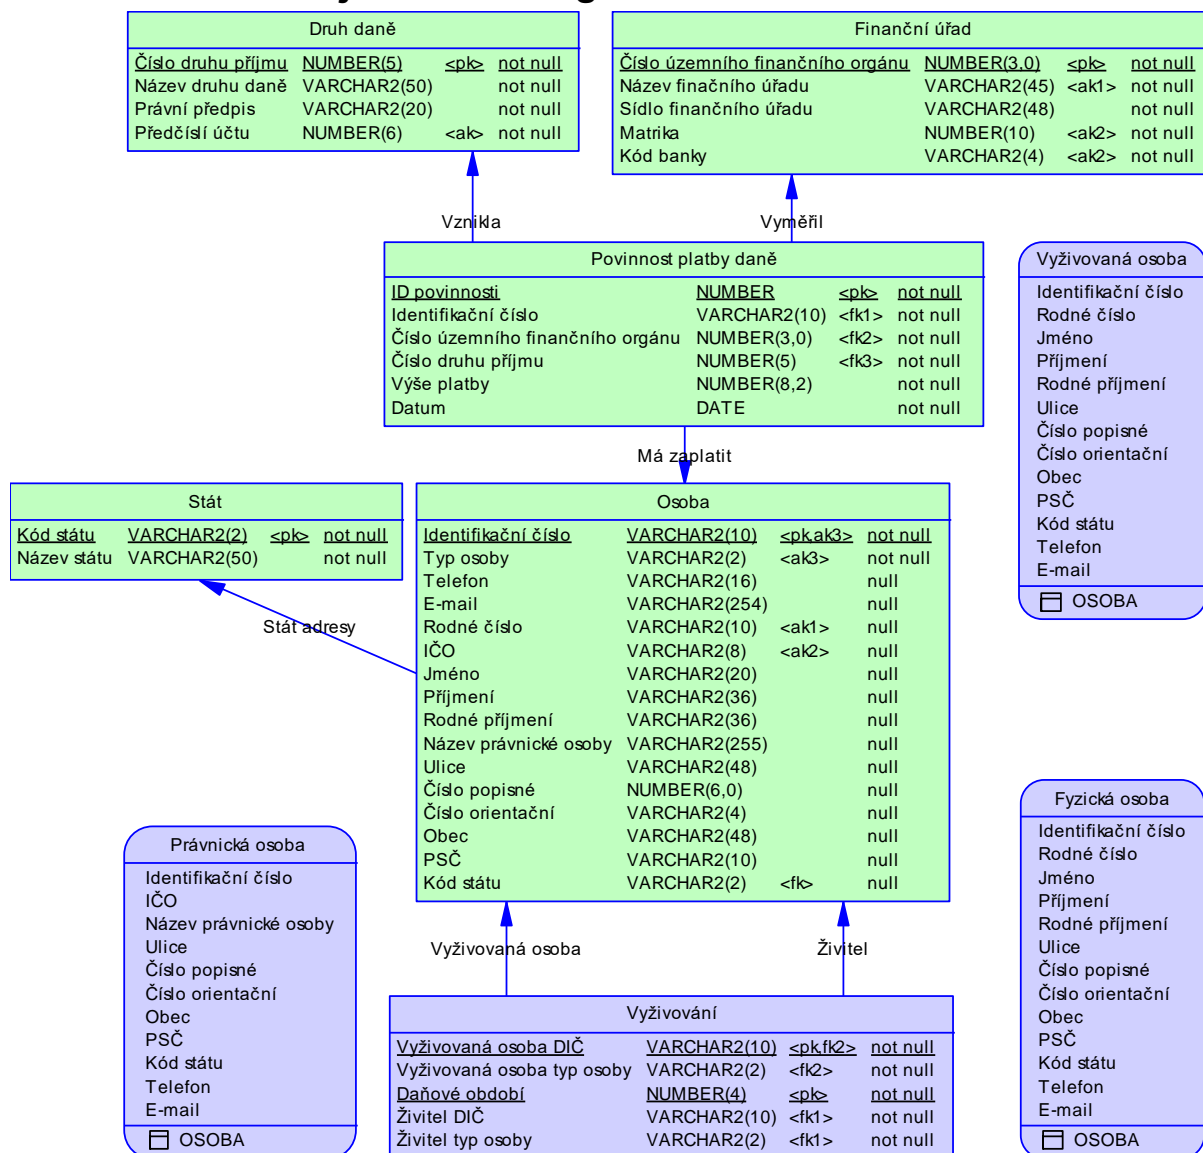 Druh daně
Číslo druhu příjmu NUMBER(5) <pk> not null
Název druhu daně VARCHAR2(50) not null
Právní předpis VARCHAR2(20) not null
Předčíslí účtu NUMBER(6) <ak> not null
Finanční úřad
Číslo územního finančního orgánu NUMBER(3,0) <pk> not null
Název finačního úřadu VARCHAR2(45) <ak1> not null
Sídlo finančního úřadu VARCHAR2(48) not null
Matrika NUMBER(10) <ak2> not null
Kód banky VARCHAR2(4) <ak2> not null
Vznikla
Vyměřil
Povinnost platby daně
ID povinnosti NUMBER <pk> not null
Identifikační číslo VARCHAR2(10) <fk1> not null
Číslo územního finančního orgánu NUMBER(3,0) <fk2> not null
Číslo druhu příjmu NUMBER(5) <fk3> not null
Výše platby NUMBER(8,2) not null
Datum DATE not null
Vyživovaná osoba
Identifikační číslo
Rodné číslo
Jméno
Příjmení
Rodné příjmení
Ulice
Číslo popisné
Číslo orientační
Obec
PSČ
Kód státu
Telefon
E-mail
OSOBA
Má zaplatit
Stát
Kód státu VARCHAR2(2) <pk> not null
Název státu VARCHAR2(50) not null
Stát adresy
Osoba
Identifikační číslo VARCHAR2(10) <pk,ak3> not null
Typ osoby VARCHAR2(2) <ak3> not null
Telefon VARCHAR2(16) null
E-mail VARCHAR2(254) null
Rodné číslo VARCHAR2(10) <ak1> null
IČO VARCHAR2(8) <ak2> null
Jméno VARCHAR2(20) null
Příjmení VARCHAR2(36) null
Rodné příjmení VARCHAR2(36) null
Název právnické osoby VARCHAR2(255) null
Ulice VARCHAR2(48) null
Číslo popisné NUMBER(6,0) null
Číslo orientační VARCHAR2(4) null
Obec VARCHAR2(48) null
PSČ VARCHAR2(10) null
Kód státu VARCHAR2(2) <fk> null
Právnická osoba
Identifikační číslo
IČO
Název právnické osoby
Ulice
Číslo popisné
Číslo orientační
Obec
PSČ
Kód státu
Telefon
E-mail
OSOBA
Fyzická osoba
Identifikační číslo
Rodné číslo
Jméno
Příjmení
Rodné příjmení
Ulice
Číslo popisné
Číslo orientační
Obec
PSČ
Kód státu
Telefon
E-mail
OSOBA
Vyživovaná osoba
Živitel
Vyživování
Vyživovaná osoba DIČ VARCHAR2(10) <pk,fk2> not null
Vyživovaná osoba typ osoby VARCHAR2(2) <fk2> not null
Daňové období NUMBER(4) <pk> not null
Živitel DIČ VARCHAR2(10) <fk1> not null
Živitel typ osoby VARCHAR2(2) <fk1> not null